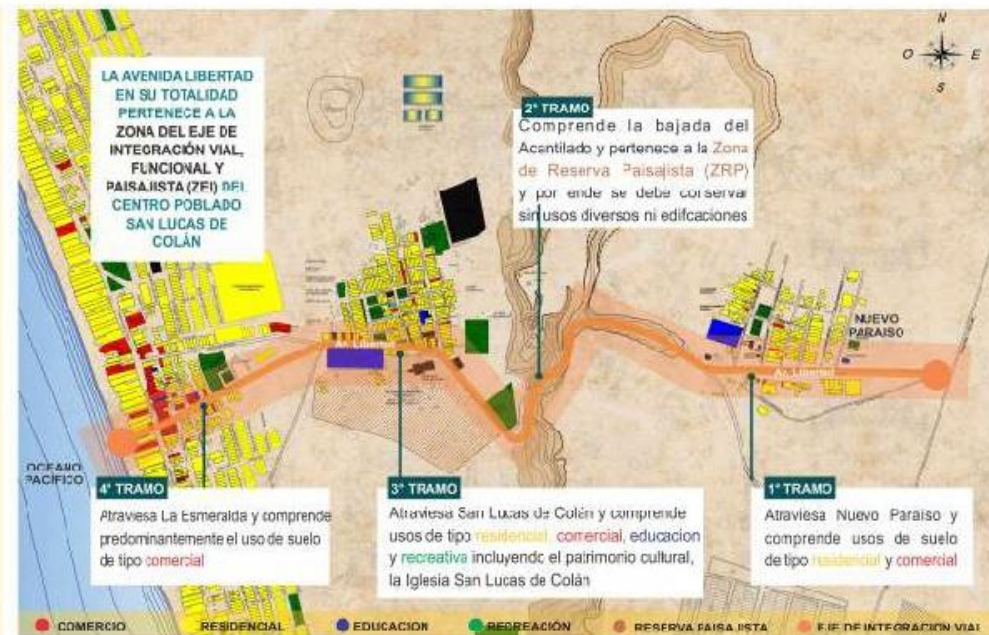 N
O
E
S
LA AVENIDA LIBERTAD
EN SU TOTALIDAD
PERTENECE A LA
ZONA DEL EJE DE
INTEGRACIÓN VIAL,
FUNCIONAL Y
PAISAJISTA (ZEI) DEL
CENTRO POBLADO
SAN LUCAS DE
COLÁN
2° TRAMO
Comprende la bajada del
Acantilado y pertenece a la Zona
de Reserva Paisajista (ZRP)
y por ende se debe conservar
sin usos diversos ni edifcaciones
NUEVO
PARAISO
Av. Libertad
Av. Libertad
OCEANO
PACÍFICO
4° TRAMO
Atraviesa La Esmeralda y comprende
predominantemente el uso de suelo
de tipo comercial
3° TRAMO
Atraviesa San Lucas de Colán y comprende
usos de tipo residencial, comercial, educacion
y recreativa incluyendo el patrimonio cultural,
la Iglesia San Lucas de Colán
1° TRAMO
Atraviesa Nuevo Paraiso y
comprende usos de suelo
de tipo residencial y comercial
COMERCIO RESIDENCIAL EDUCACION RECREACIÓN RESERVA PAISAJISTA EJE DE INTEGRACIÓN VIAL